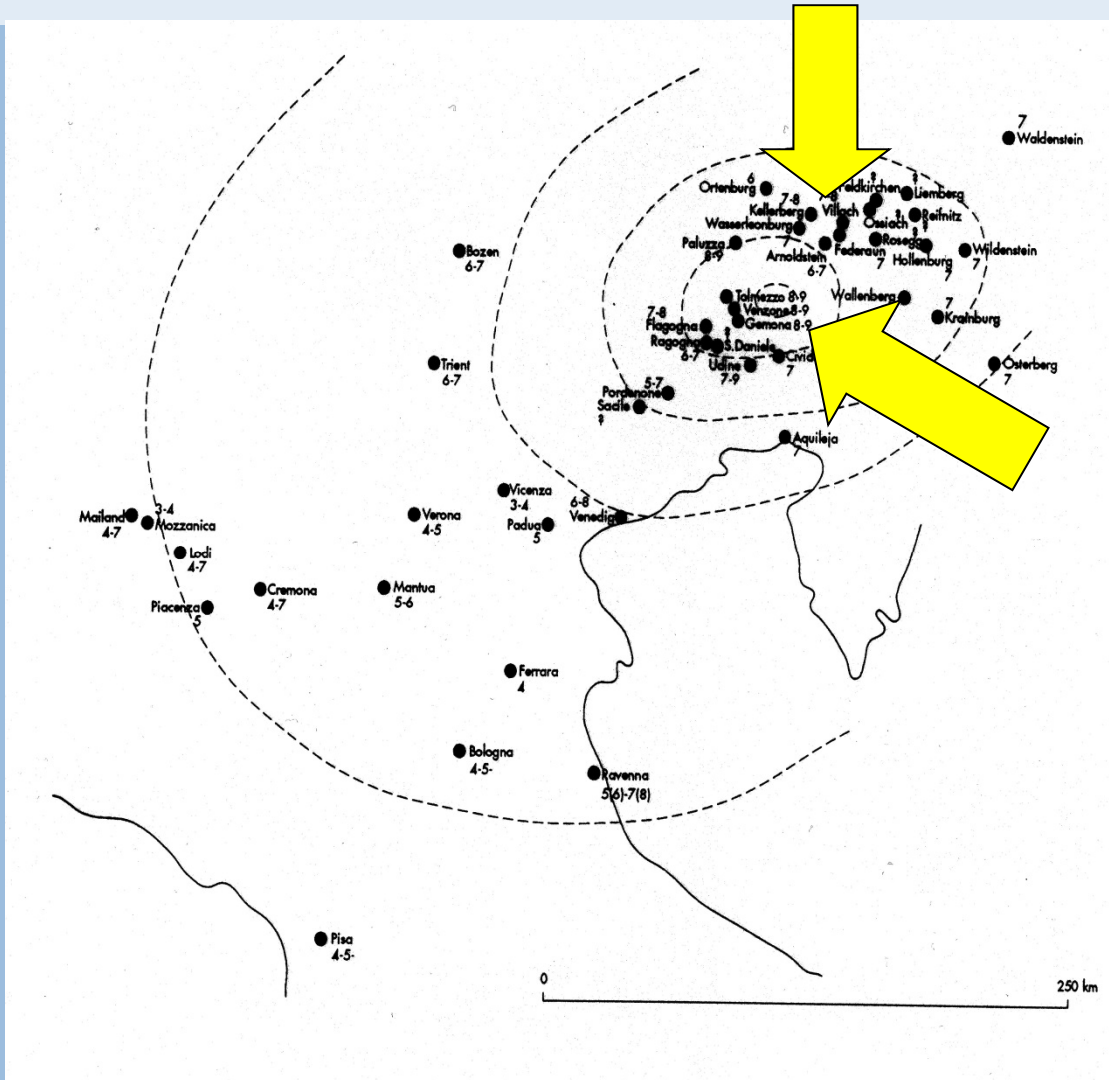 7
Waldenstein
6
Ortenburg
7-8
Kellerberg
Wasserleonburg
7
Paluzza
8-9
Feldkirchen
Liemberg
Villach
Ossiach
Reifnitz
Arnoldstein
6-7
Federaun
7
Rosegg
Hollenburg
7
Wildenstein
7
Bozen
6-7
Tolmezzo 8-9
Venzone 8-9
Gemona 8-9
Wallenberg
7
Krainburg
7-8
Flagogna
Ragogna
6-7
S.Daniele
Udine
7-9
7
Trient
6-7
Osterberg
7
5-7
Pordenone
Sacile
Aquileja
7
Vicenza
3-4
6-8
Venedig
Mailand
4-7
3-4
Mozzanica
Verona
4-5
Padua
5
Lodi
4-7
Cremona
4-7
Mantua
5-6
Piacenza
5
Ferrara
4
Bologna
4-5-
Ravenna
5(6)-7(8)
Pisa
4-5-
0
250 km